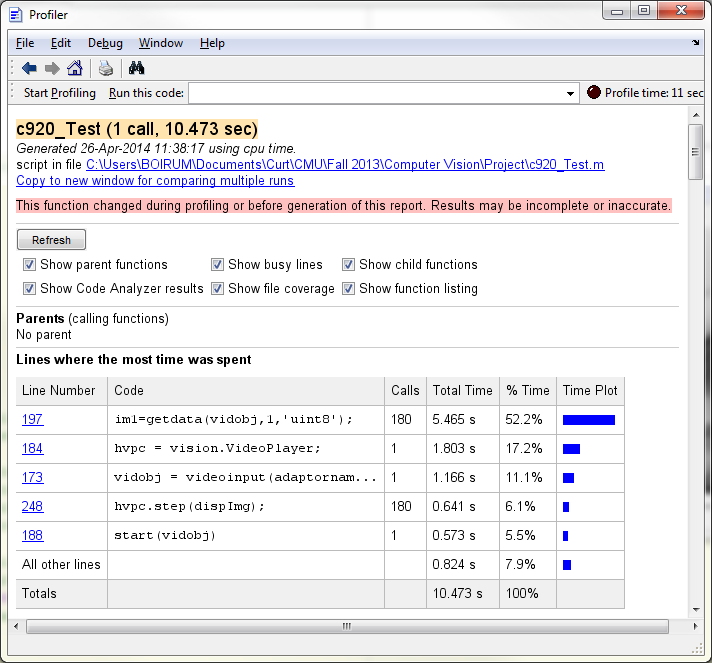 Profiler
File Edit Debug Window Help
Start Profiling Run this code: Profile time: 11 sec
c920_Test (1 call, 10.473 sec)
Generated 26-Apr-2014 11:38:17 using cpu time.
script in file C:\Users\BOIRUM\Documents\Curt\CMU\Fall 2013\Computer Vision\Project\c920_Test.m
Copy to new window for comparing multiple runs
This function changed during profiling or before generation of this report. Results may be incomplete or inaccurate.
Refresh
Show parent functions Show busy lines Show child functions
Show Code Analyzer results Show file coverage Show function listing
Parents (calling functions)
No parent
Lines where the most time was spent
Line Number Code Calls Total Time % Time Time Plot
197 im1=getdata(vidobj,1,'uint8'); 180 5.465 s 52.2%
184 hvpc = vision.VideoPlayer; 1 1.803 s 17.2%
173 vidobj = videoinput(adaptornam... 1 1.166 s 11.1%
248 hvpc.step(dispImg); 180 0.641 s 6.1%
188 start(vidobj) 1 0.573 s 5.5%
All other lines 0.824 s 7.9%
Totals 10.473 s 100%